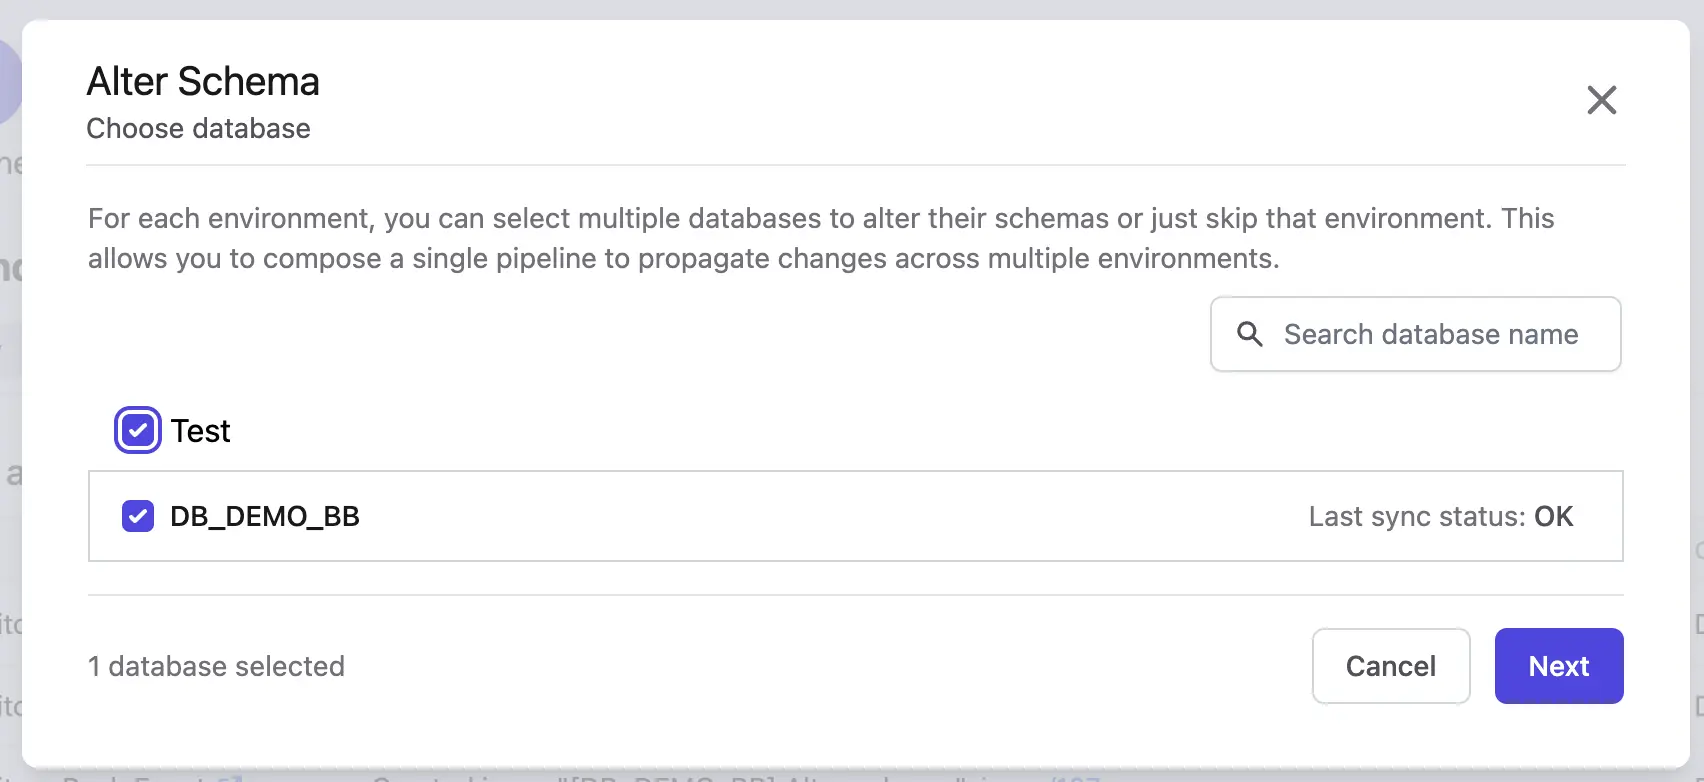 Alter Schema
Choose database
For each environment, you can select multiple databases to alter their schemas or just skip that environment. This
allows you to compose a single pipeline to propagate changes across multiple environments.
Search database name
Test
DB_DEMO_BB
Last sync status: OK
1 database selected
Cancel
Next